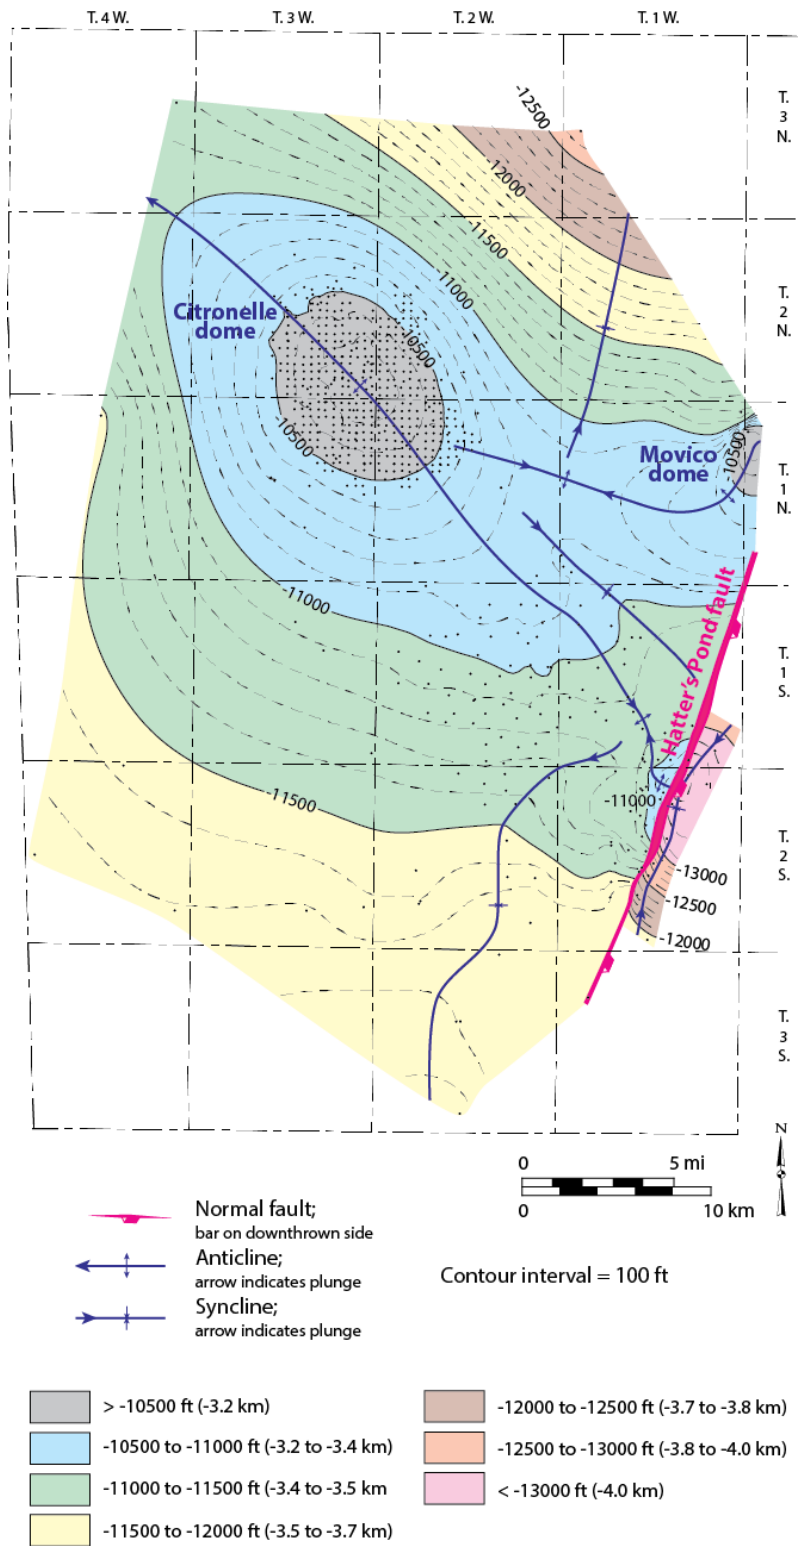 T. 4 W.
T. 3 W.
T. 2 W.
T. 1 W.
T.
3
N.
T.
2
N.
T.
1
N.
T.
1
S.
T.
2
S.
T.
3
S.
-12500
12000
-11500
11000
Citronelle
dome
10500
10500
Movico
dome
10500
-11000
Hatter's Pond fault
-11500
-11000
-13000
-12500
-12000
N
0
5 mi
0
10 km
Normal fault;
bar on downthrown side
Anticline;
arrow indicates plunge
Syncline;
arrow indicates plunge
Contour interval = 100 ft
> -10500 ft (-3.2 km)
-10500 to -11000 ft (-3.2 to -3.4 km)
-11000 to -11500 ft (-3.4 to -3.5 km
-11500 to -12000 ft (-3.5 to -3.7 km)
-12000 to -12500 ft (-3.7 to -3.8 km)
-12500 to -13000 ft (-3.8 to -4.0 km)
< -13000 ft (-4.0 km)